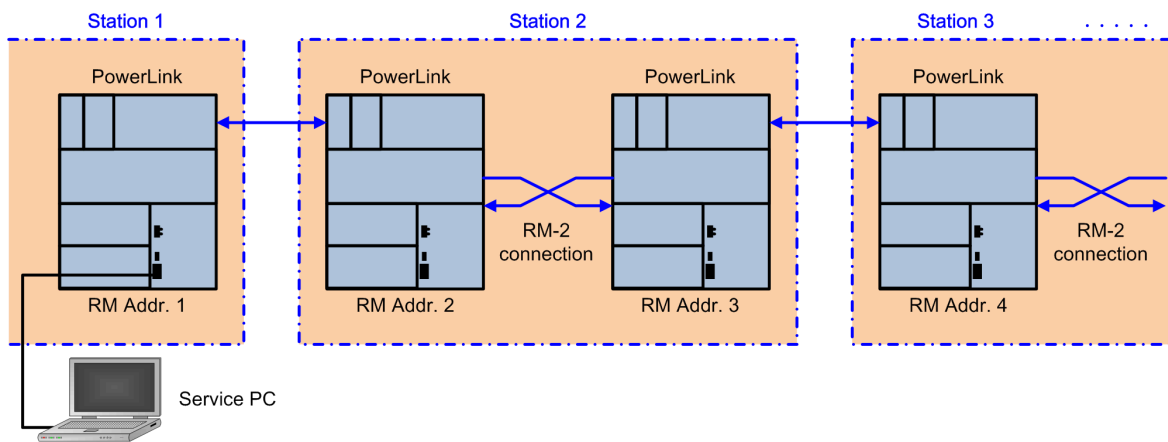 Station 1
Station 2
Station 3
. . . . .
PowerLink
PowerLink
PowerLink
PowerLink
RM-2
connection
RM-2
connection
RM Addr. 1
RM Addr. 2
RM Addr. 3
RM Addr. 4
Service PC